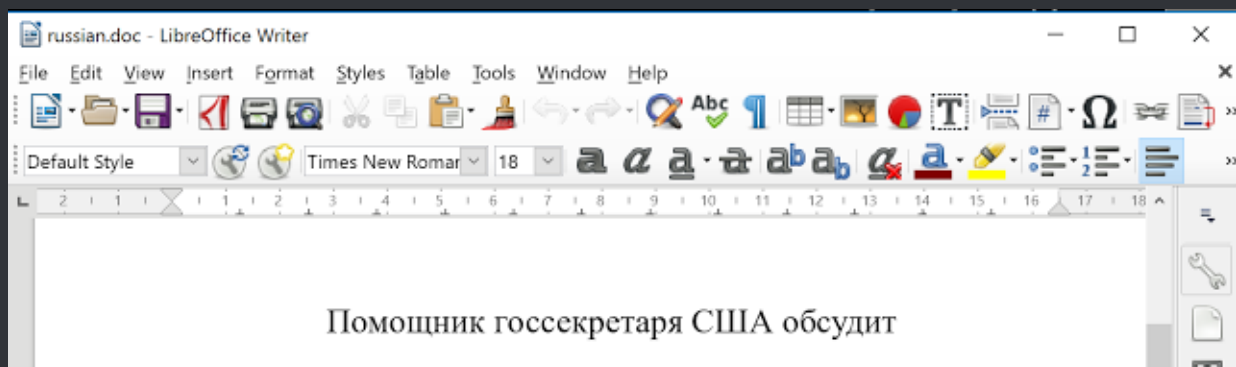 russian.doc - LibreOffice Writer
File Edit View Insert Format Styles Table Tools Window Help
Abc
Default Style Times New Romar 18
2 1 1 2 3 4 5 6 7 8 9 10 11 12 13 14 15 16 17 18
Помощник госсекретаря США обсудит